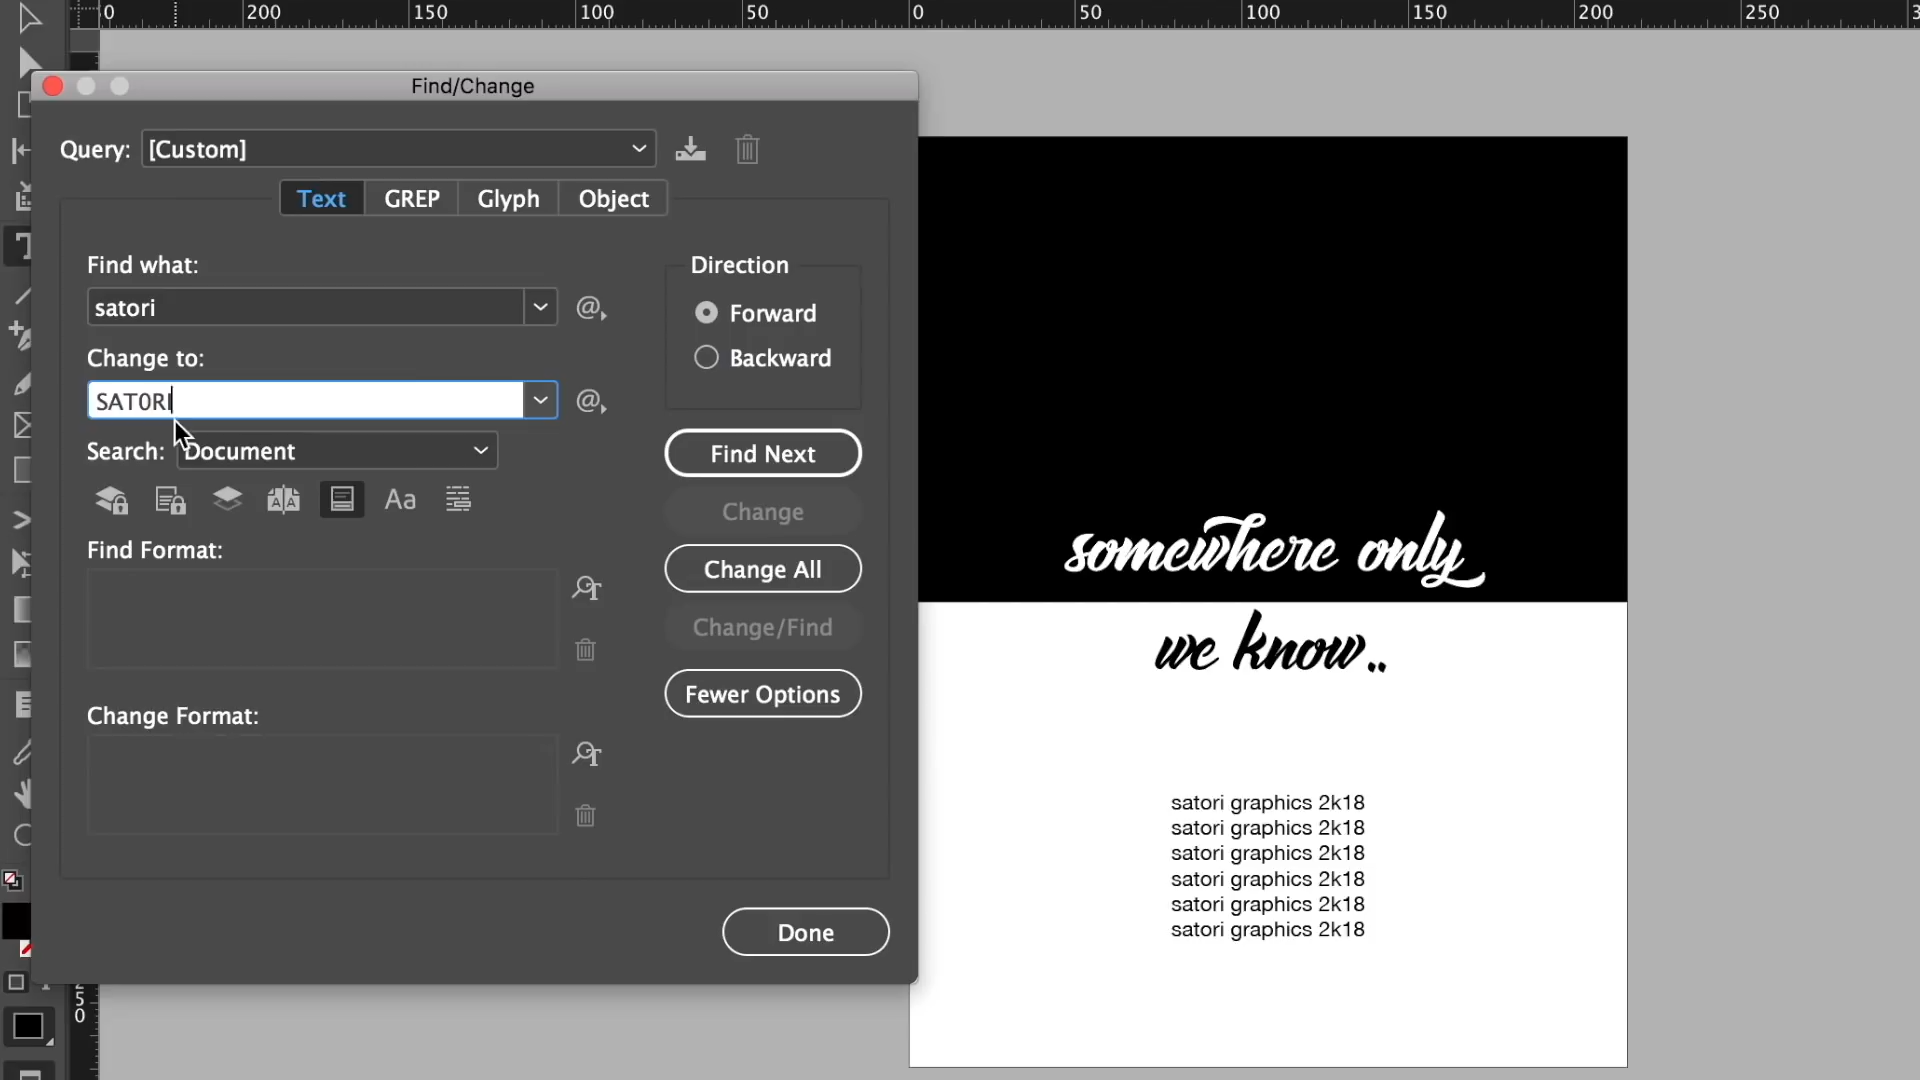 0 200 150 100 50 0 50 100 150 200 250 3
Find/Change
Query: [Custom]
Text GREP Glyph Object
Find what:
satori
Change to:
SATORI
Search: Document
Aa
Find Format:
Change Format:
Direction
Forward
Backward
Find Next
Change
Change All
Change/Find
Fewer Options
Done
somewhere only
we know..
satori graphics 2k18
satori graphics 2k18
satori graphics 2k18
satori graphics 2k18
satori graphics 2k18
satori graphics 2k18
5
0